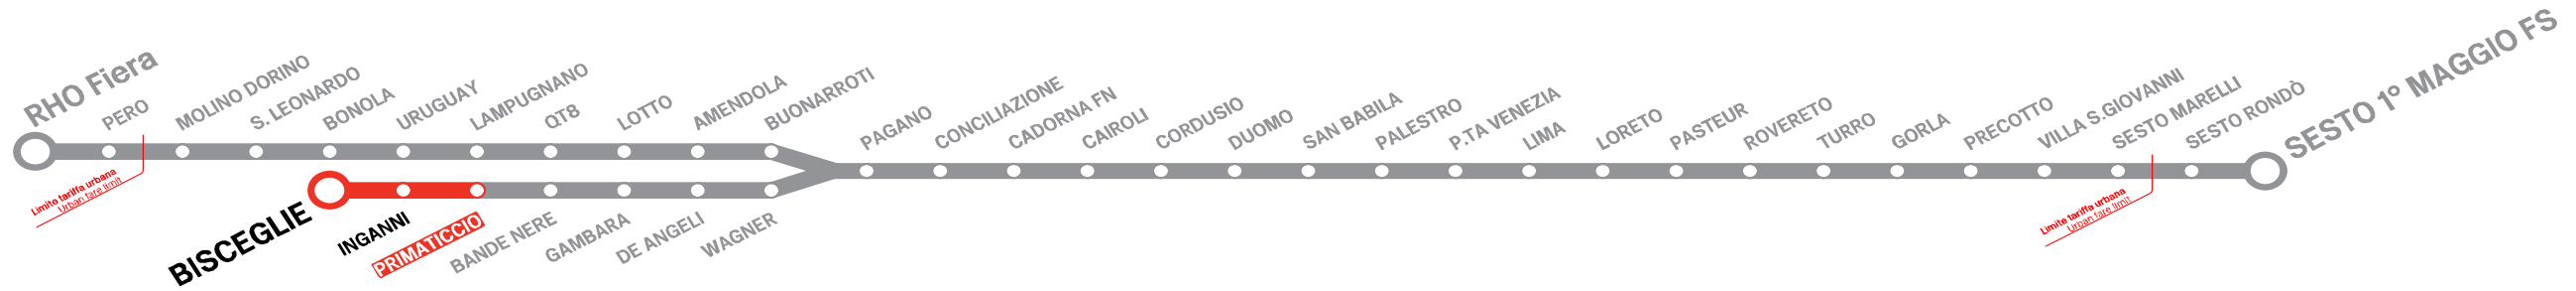 RHO Fiera
PERO
MOLINO DORINO
S. LEONARDO
BONOLA
URUGUAY
LAMPUGNANO
QT8
LOTTO
AMENDOLA
BUONARROTI
PAGANO
CONCILIAZIONE
CADORNA FN
CAIROLI
CORDUSIO
DUOMO
SAN BABILA
PALESTRO
P.TA VENEZIA
LIMA
LORETO
PASTEUR
ROVERETO
TURRO
GORLA
PRECOTTO
VILLA S.GIOVANNI
SESTO MARELLI
SESTO RONDÒ
SESTO 1° MAGGIO FS
Limite tariffa urbana
Urban fare limit
BISCEGLIE
INGANNI
PRIMATICCIO
BANDE NERE
GAMBARA
DE ANGELI
WAGNER
Limite tariffa urbana
Urban fare limit